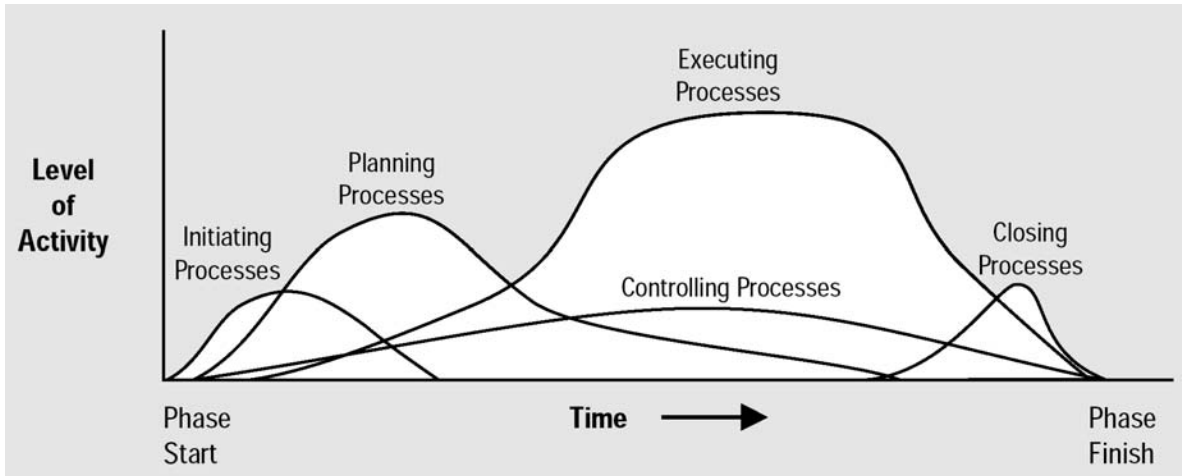 Executing
Processes
Planning
Processes
Level
of
Activity
Initiating
Processes
Closing
Processes
Controlling Processes
Phase
Start
Time
Phase
Finish